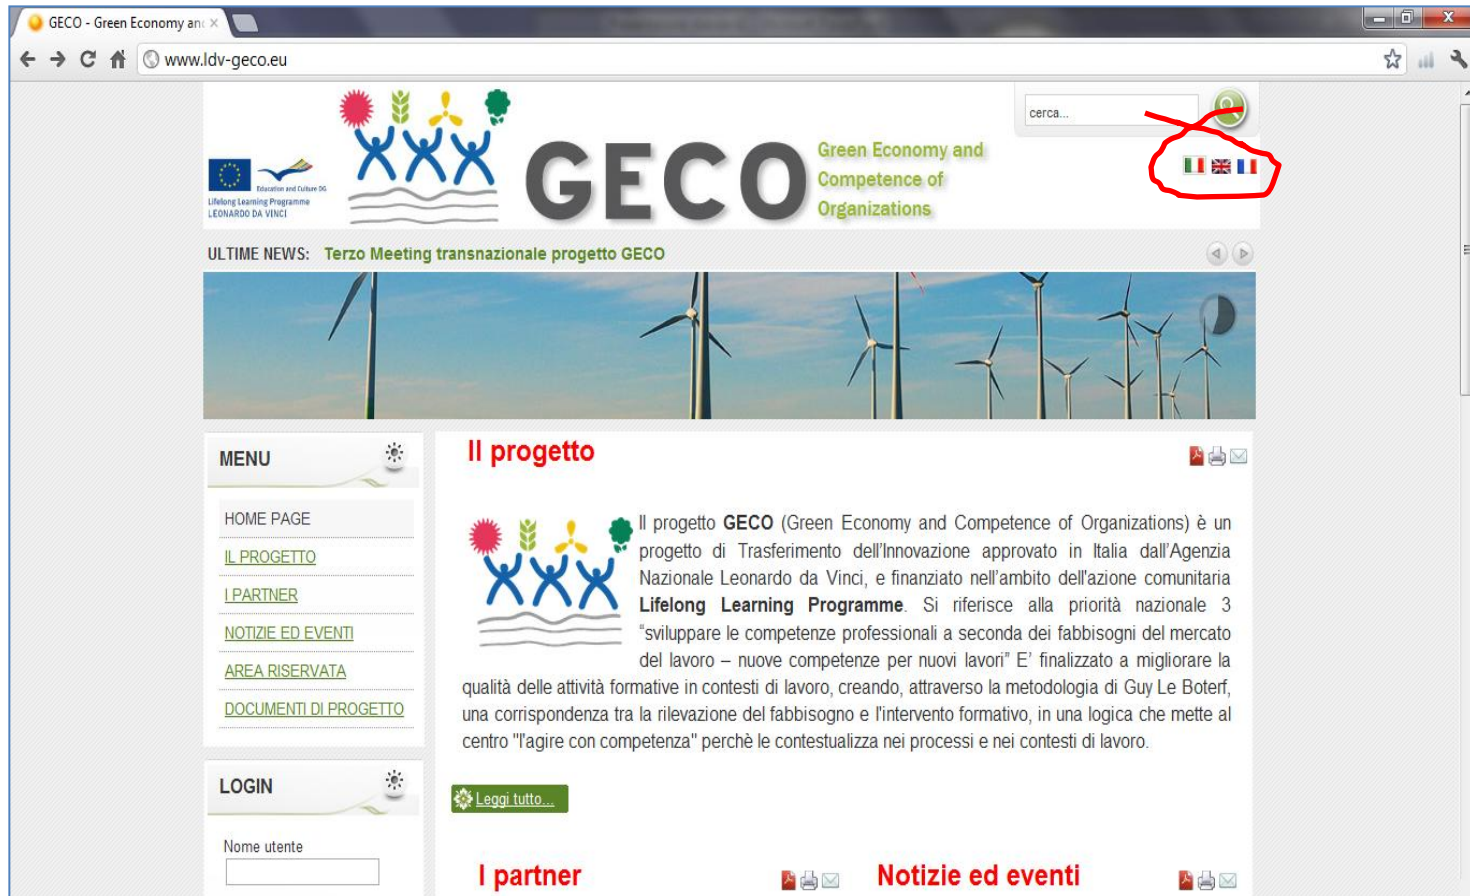 GECO - Green Economy and
www.ldv-geco.eu
cerca...
Education and Culture DG
Lifelong Learning Programme
LEONARDO DA VINCI
GECO
Green Economy and
Competence of
Organizations
ULTIME NEWS: Terzo Meeting transnazionale progetto GECO
MENU
HOME PAGE
IL PROGETTO
I PARTNER
NOTIZIE ED EVENTI
AREA RISERVATA
DOCUMENTI DI PROGETTO
LOGIN
Nome utente
Il progetto
Il progetto GECO (Green Economy and Competence of Organizations) è un
progetto di Trasferimento dell'Innovazione approvato in Italia dall'Agenzia
Nazionale Leonardo da Vinci, e finanziato nell'ambito dell'azione comunitaria
Lifelong Learning Programme. Si riferisce alla priorità nazionale 3
"sviluppare le competenze professionali a seconda dei fabbisogni del mercato
del lavoro – nuove competenze per nuovi lavori" E' finalizzato a migliorare la
qualità delle attività formative in contesti di lavoro, creando, attraverso la metodologia di Guy Le Boterf,
una corrispondenza tra la rilevazione del fabbisogno e l'intervento formativo, in una logica che mette al
centro "l'agire con competenza" perchè le contestualizza nei processi e nei contesti di lavoro.
Leggi tutto...
I partner
Notizie ed eventi